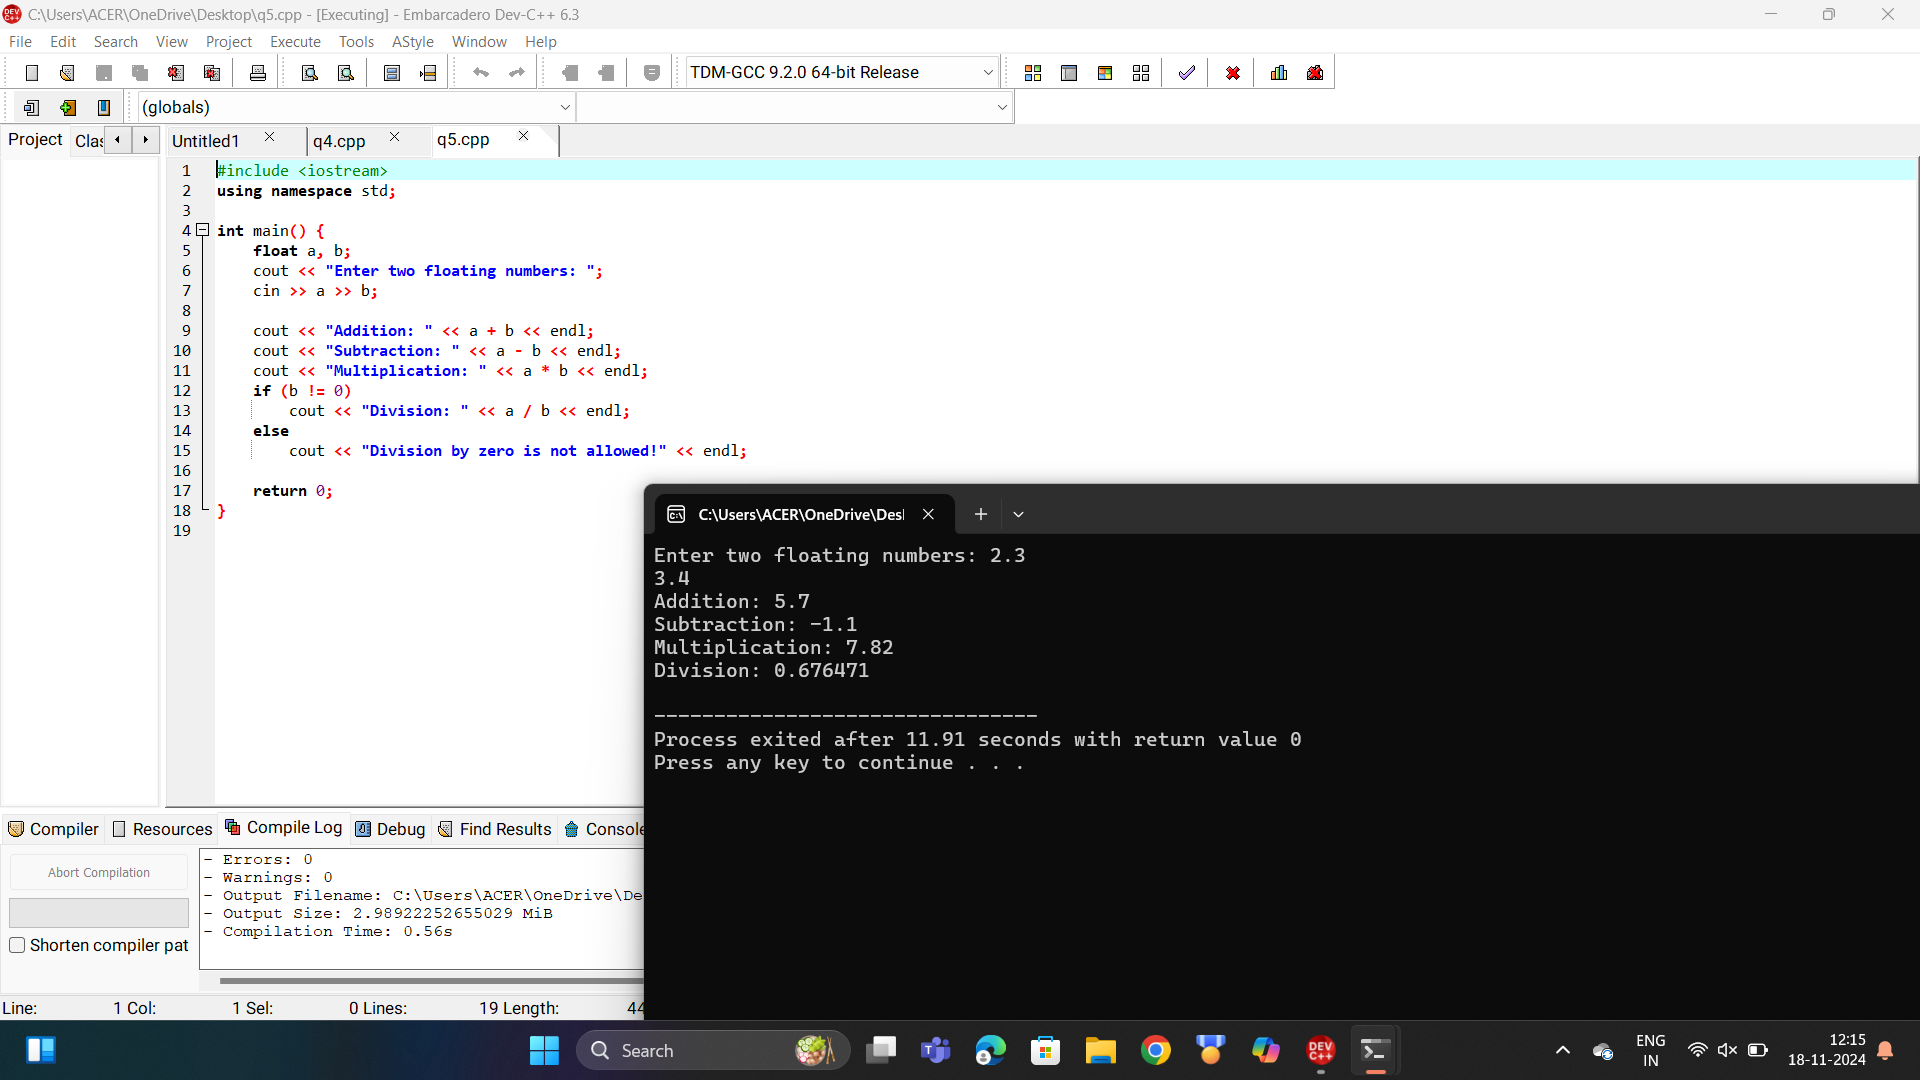 C:\Users\ACER\OneDrive\Desktop\q5.cpp - [Executing] - Embarcadero Dev-C++ 6.3
File Edit Search View Project Execute Tools AStyle Window Help
TDM-GCC 9.2.0 64-bit Release
(globals)
Project Clas Untitled1 q4.cpp q5.cpp
1 #include <iostream>
2 using namespace std;
3
4 int main() {
5 float a, b;
6 cout << "Enter two floating numbers: ";
7 cin >> a >> b;
8
9 cout << "Addition: " << a + b << endl;
10 cout << "Subtraction: " << a - b << endl;
11 cout << "Multiplication: " << a * b << endl;
12 if (b != 0)
13 cout << "Division: " << a / b << endl;
14 else
15 cout << "Division by zero is not allowed!" << endl;
16
17 return 0;
18 }
19
C:\Users\ACER\OneDrive\Des
Enter two floating numbers: 2.3
3.4
Addition: 5.7
Subtraction: -1.1
Multiplication: 7.82
Division: 0.676471
--------------------------------
Process exited after 11.91 seconds with return value 0
Press any key to continue . . .
Compiler Resources Compile Log Debug Find Results Console
Abort Compilation
Shorten compiler pat
- Errors: 0
- Warnings: 0
- Output Filename: C:\Users\ACER\OneDrive\De
- Output Size: 2.98922252655029 MiB
- Compilation Time: 0.56s
Line: 1 Col: 1 Sel: 0 Lines: 19 Length: 44
Search
DEV C++
ENG
IN
12:15
18-11-2024